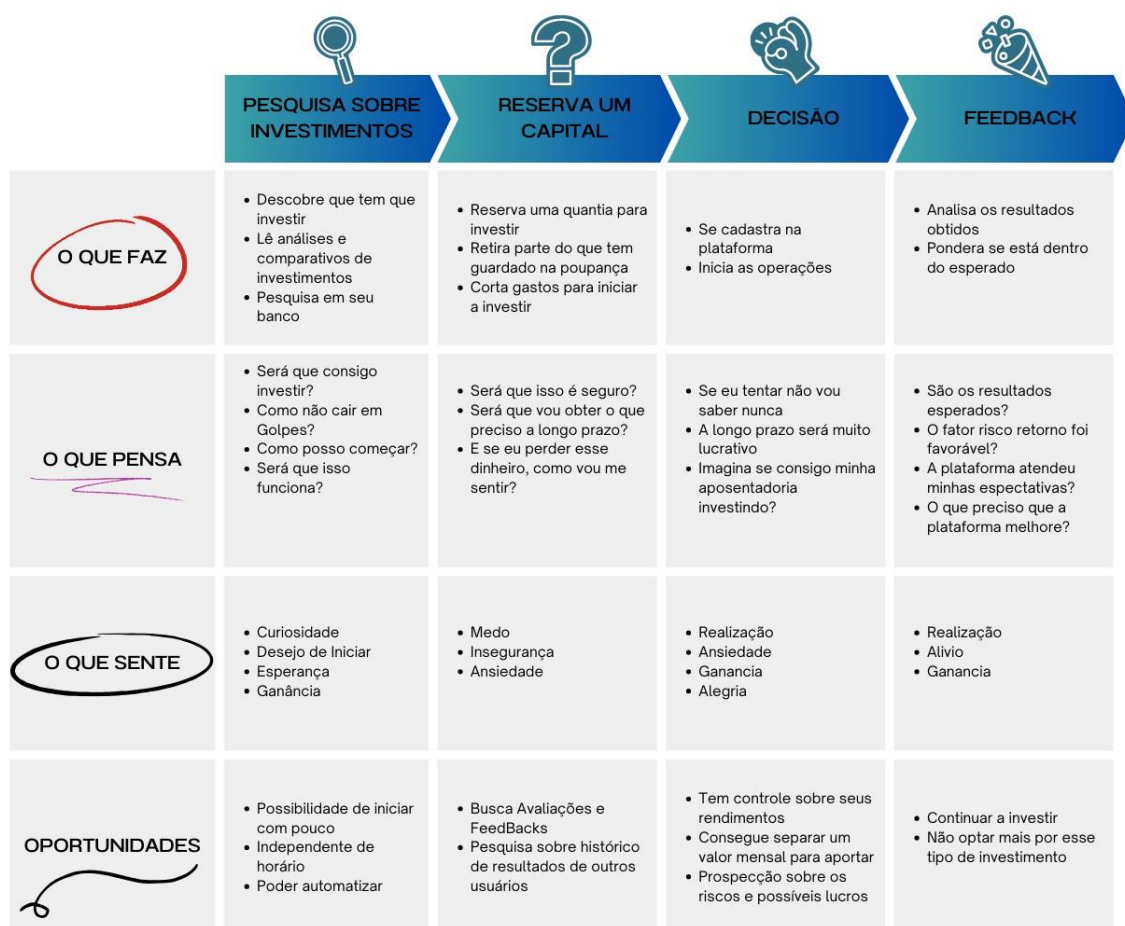 PESQUISA SOBRE
INVESTIMENTOS
RESERVA UM
CAPITAL
DECISÃO
FEEDBACK
O QUE FAZ
• Descobre que tem que
investir
• Lê análises e
comparativos de
investimentos
• Pesquisa em seu
banco
• Reserva uma quantia para
investir
• Retira parte do que tem
guardado na poupança
• Corta gastos para iniciar
a investir
• Se cadastra na
plataforma
• Inicia as operações
• Analisa os resultados
obtidos
• Pondera se está dentro
do esperado
O QUE PENSA
• Será que consigo
investir?
• Como não cair em
Golpes?
• Como posso começar?
• Será que isso
funciona?
• Será que isso é seguro?
• Será que vou obter o que
preciso a longo prazo?
• E se eu perder esse
dinheiro, como vou me
sentir?
• Se eu tentar não vou
saber nunca
• A longo prazo será muito
lucrativo
• Imagina se consigo minha
aposentadoria
investindo?
• São os resultados
esperados?
• O fator risco retorno foi
favorável?
• A plataforma atendeu
minhas espectativas?
• O que preciso que a
plataforma melhore?
O QUE SENTE
• Curiosidade
• Desejo de Iniciar
• Esperança
• Ganância
• Medo
• Insegurança
• Ansiedade
• Realização
• Ansiedade
• Ganancia
• Alegria
• Realização
• Alivio
• Ganancia
OPORTUNIDADES
• Possibilidade de iniciar
com pouco
• Independente de
horário
• Poder automatizar
• Busca Avaliações e
FeedBacks
• Pesquisa sobre histórico
de resultados de outros
usuários
• Tem controle sobre seus
rendimentos
• Consegue separar um
valor mensal para aportar
• Prospecção sobre os
riscos e possíveis lucros
• Continuar a investir
• Não optar mais por esse
tipo de investimento